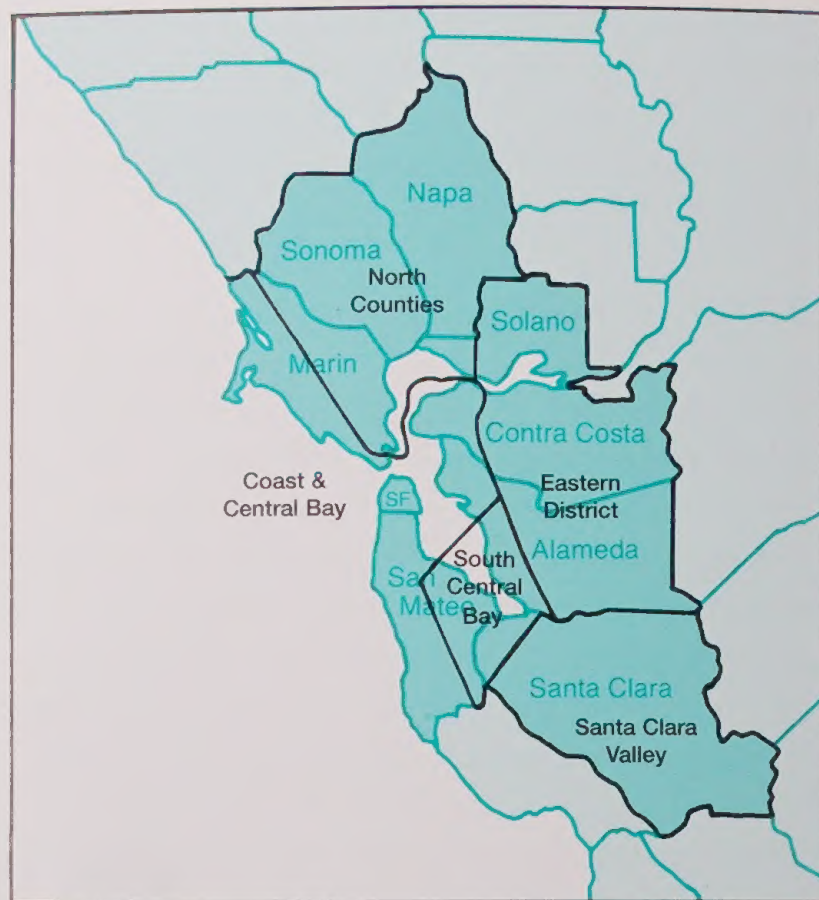 Napa
Sonoma
North
Counties
Solano
Marin
Contra Costa
Coast &
Central Bay
Eastern
District
SF
Alameda
South
Central
Bay
San
Mateo
Santa Clara
Santa Clara
Valley